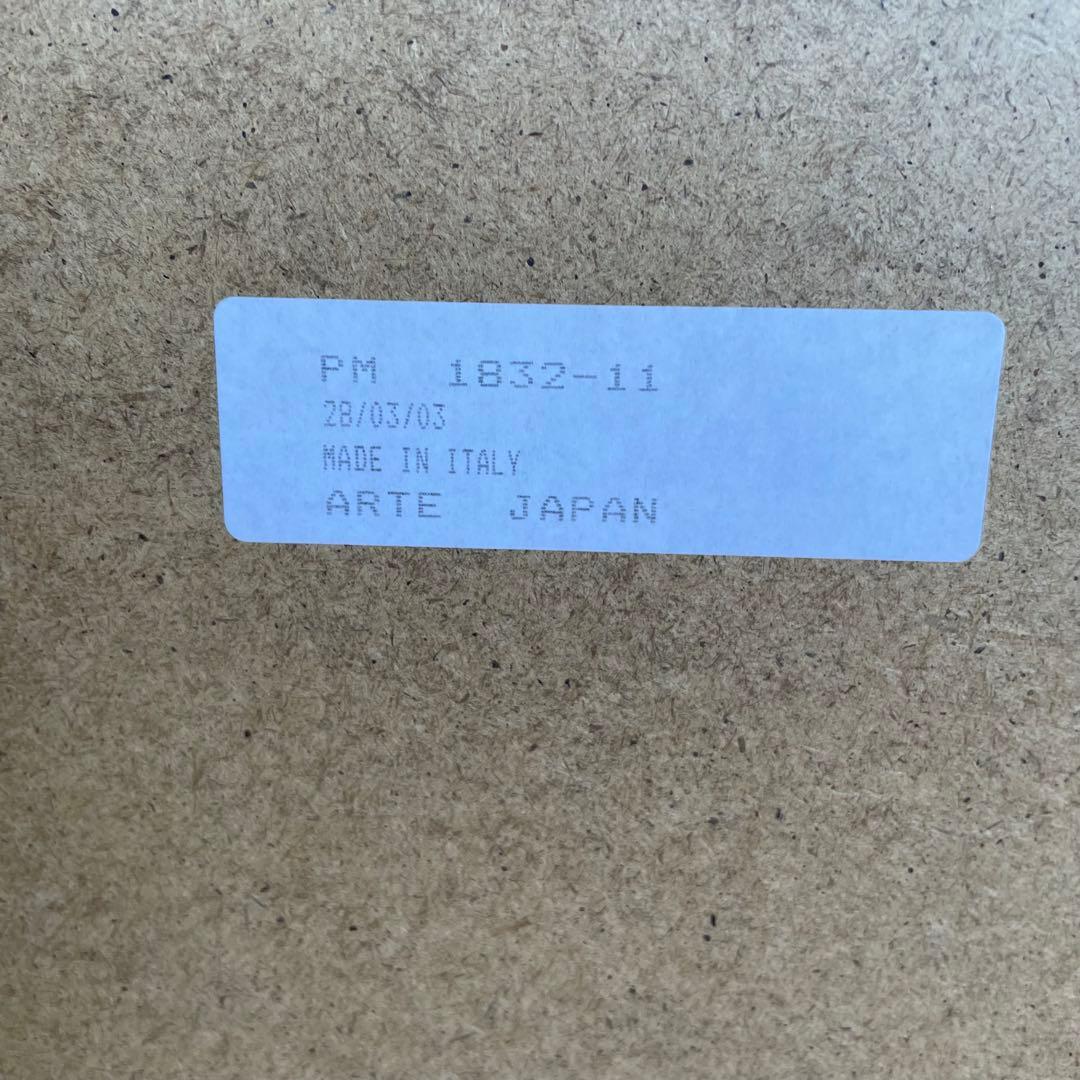 PM 1832-11
28/03/03
MADE IN ITALY
ARTE JAPAN